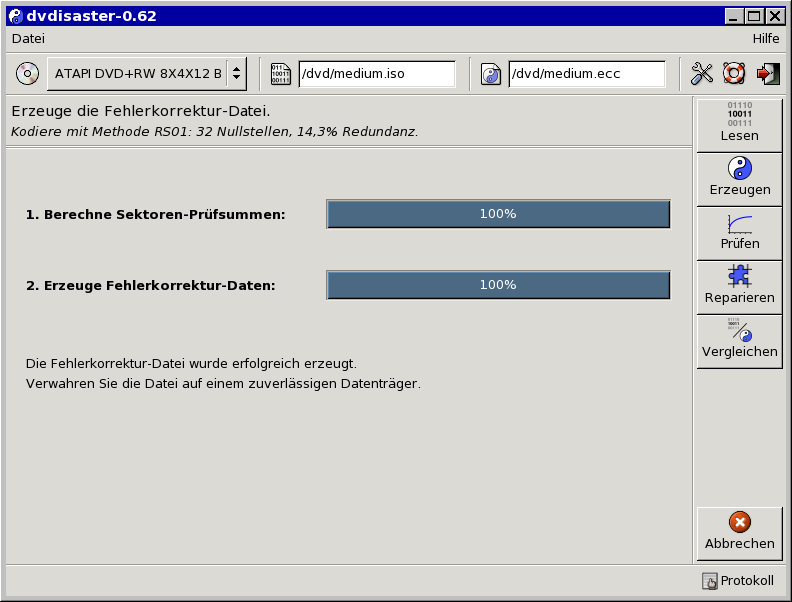 dvdisaster-0.62
Datei Hilfe
ATAPI DVD+RW 8X4X12 B /dvd/medium.iso /dvd/medium.ecc
Erzeuge die Fehlerkorrektur-Datei.
Kodiere mit Methode RS01: 32 Nullstellen, 14,3% Redundanz.
1. Berechne Sektoren-Prüfsummen: 100%
2. Erzeuge Fehlerkorrektur-Daten: 100%
Die Fehlerkorrektur-Datei wurde erfolgreich erzeugt.
Verwahren Sie die Datei auf einem zuverlässigen Datenträger.
01110
10011
00111
Lesen
Erzeugen
Prüfen
Reparieren
Vergleichen
Abbrechen
Protokoll